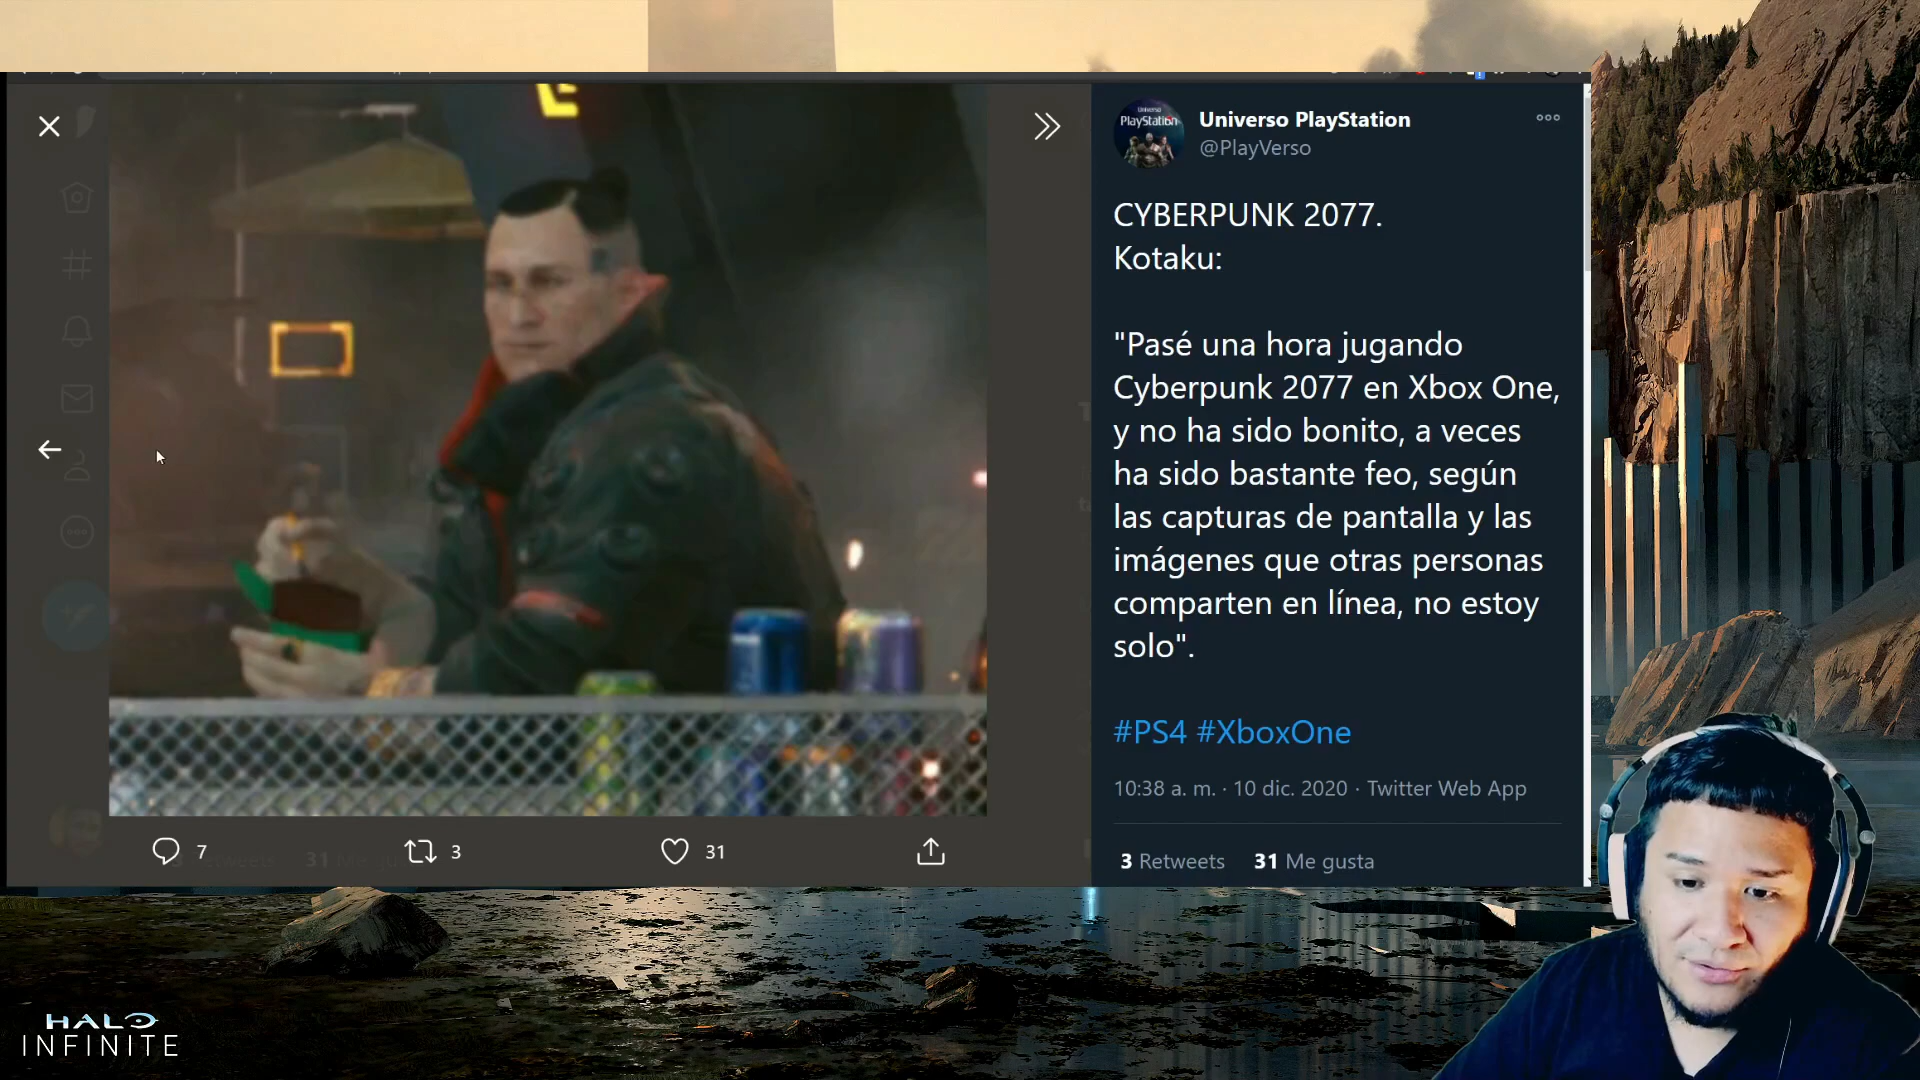 Universo PlayStation
@PlayVerso
CYBERPUNK 2077.
Kotaku:
"Pasé una hora jugando
Cyberpunk 2077 en Xbox One,
y no ha sido bonito, a veces
ha sido bastante feo, según
las capturas de pantalla y las
imágenes que otras personas
comparten en línea, no estoy
solo".
#PS4 #XboxOne
10:38 a. m. · 10 dic. 2020 · Twitter Web App
3 Retweets 31 Me gusta
7 3 31
HALO
INFINITE